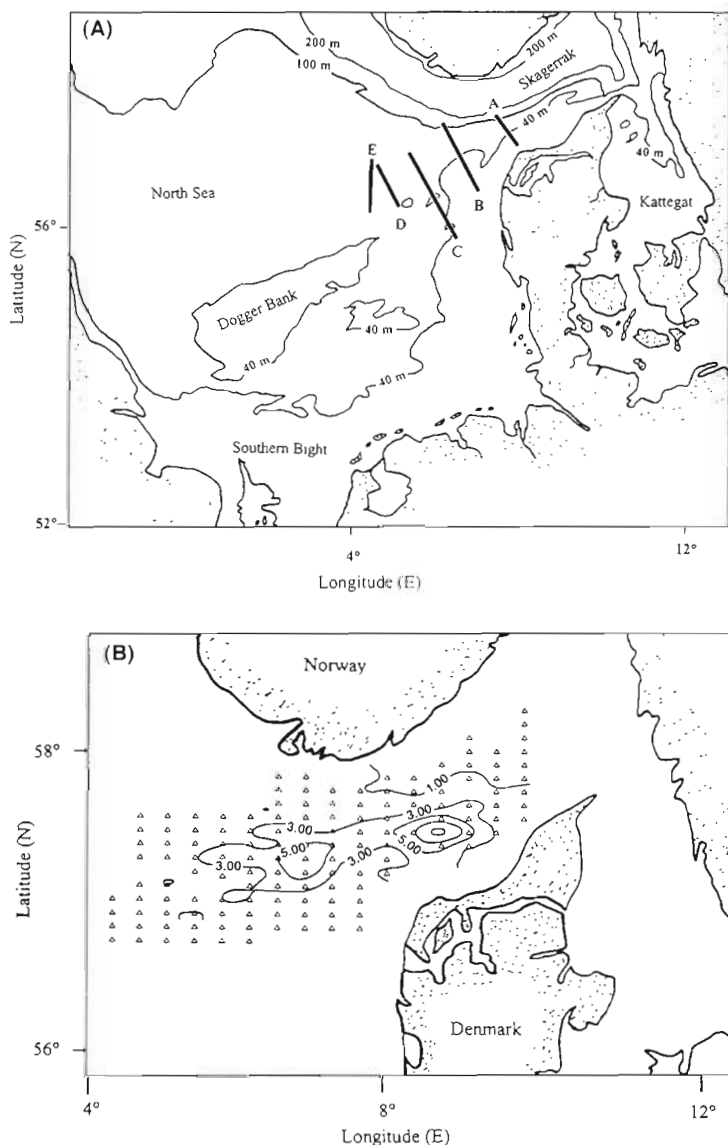 (A)
200 m
100 m
200 m
Skagerrak
A
40 m
E
North Sea
40 m
Kattegat
B
D
C
56°
Latitude (N)
Dogger Bank
40 m
40 m
40 m
Southern Bight
52°
4°
12°
Longitude (E)
(B)
Norway
58°
1.00
3.00
3.00
5.00
5.00
3.00
3.00
Latitude (N)
Denmark
56°
4°
8°
12°
Longitude (E)